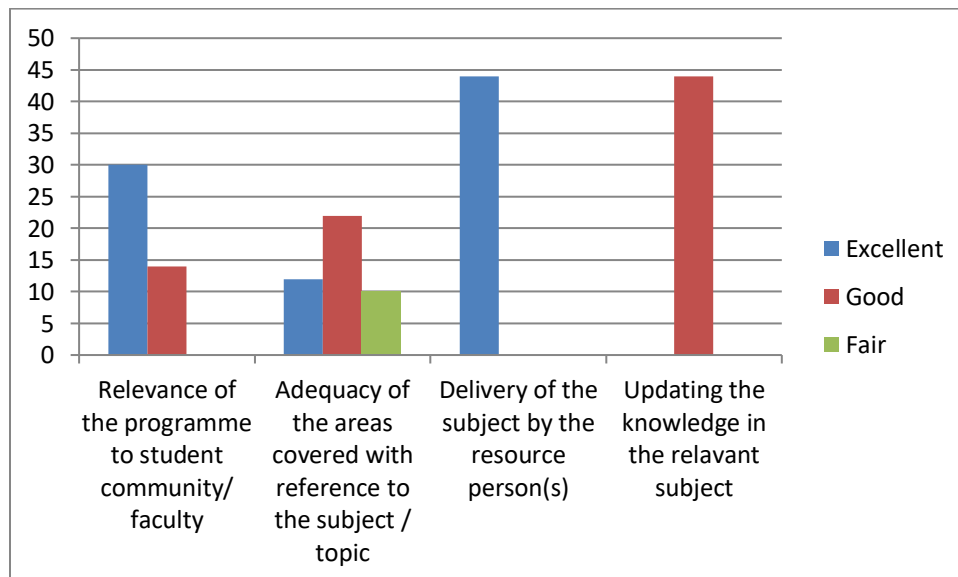 50
45
40
35
30
25
20
15
10
5
0
Relevance of
the programme
to student
community/
faculty
Adequacy of
the areas
covered with
reference to
the subject /
topic
Delivery of the
subject by the
resource
person(s)
Updating the
knowledge in
the relavant
subject
Excellent
Good
Fair